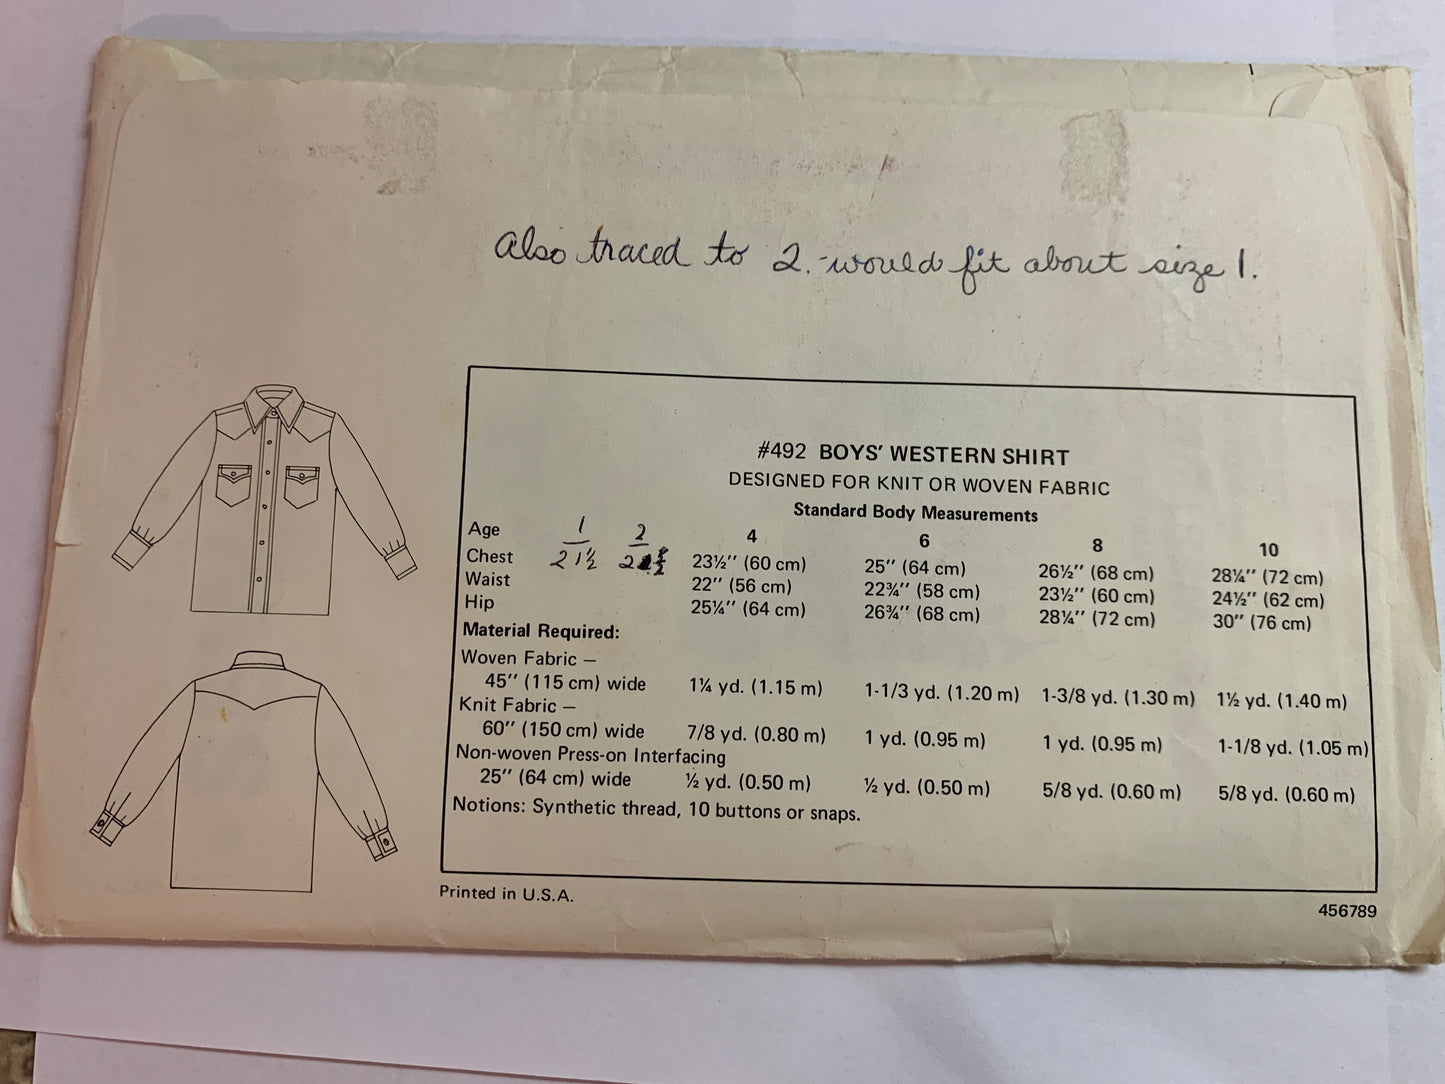 Also traced to 2. - would fit about size 1.
#492 BOYS' WESTERN SHIRT
DESIGNED FOR KNIT OR WOVEN FABRIC
Standard Body Measurements
Age 1 2 4 6 8 10
Chest 21½ 23½'' (60 cm) 25'' (64 cm) 26½'' (68 cm) 28¼'' (72 cm)
Waist 22'' (56 cm) 22¾'' (58 cm) 23½'' (60 cm) 24½'' (62 cm)
Hip 25¼'' (64 cm) 26¾'' (68 cm) 28¼'' (72 cm) 30'' (76 cm)
Material Required:
Woven Fabric –
45'' (115 cm) wide 1¼ yd. (1.15 m) 1-1/3 yd. (1.20 m) 1-3/8 yd. (1.30 m) 1½ yd. (1.40 m)
Knit Fabric –
60'' (150 cm) wide 7/8 yd. (0.80 m) 1 yd. (0.95 m) 1 yd. (0.95 m) 1-1/8 yd. (1.05 m)
Non-woven Press-on Interfacing
25'' (64 cm) wide ½ yd. (0.50 m) ½ yd. (0.50 m) 5/8 yd. (0.60 m) 5/8 yd. (0.60 m)
Notions: Synthetic thread, 10 buttons or snaps.
Printed in U.S.A.
456789